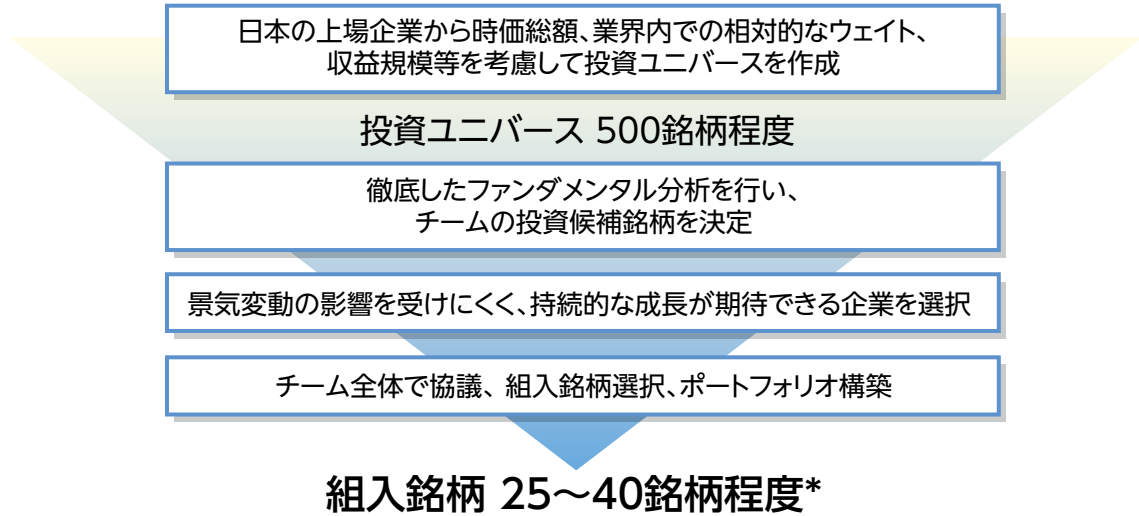 日本の上場企業から時価総額、業界内での相対的なウェイト、
収益規模等を考慮して投資ユニバースを作成
投資ユニバース 500銘柄程度
徹底したファンダメンタル分析を行い、
チームの投資候補銘柄を決定
景気変動の影響を受けにくく、持続的な成長が期待できる企業を選択
チーム全体で協議、組入銘柄選択、ポートフォリオ構築
組入銘柄 25～40銘柄程度*